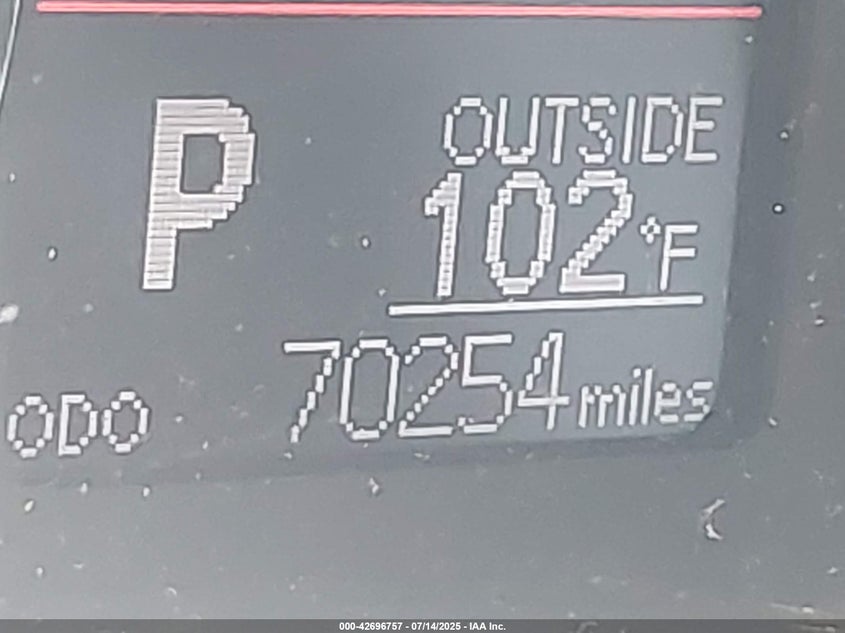 P
OUTSIDE
102°F
ODO 70254 miles
000-42696757 - 07/14/2025 - IAA Inc.